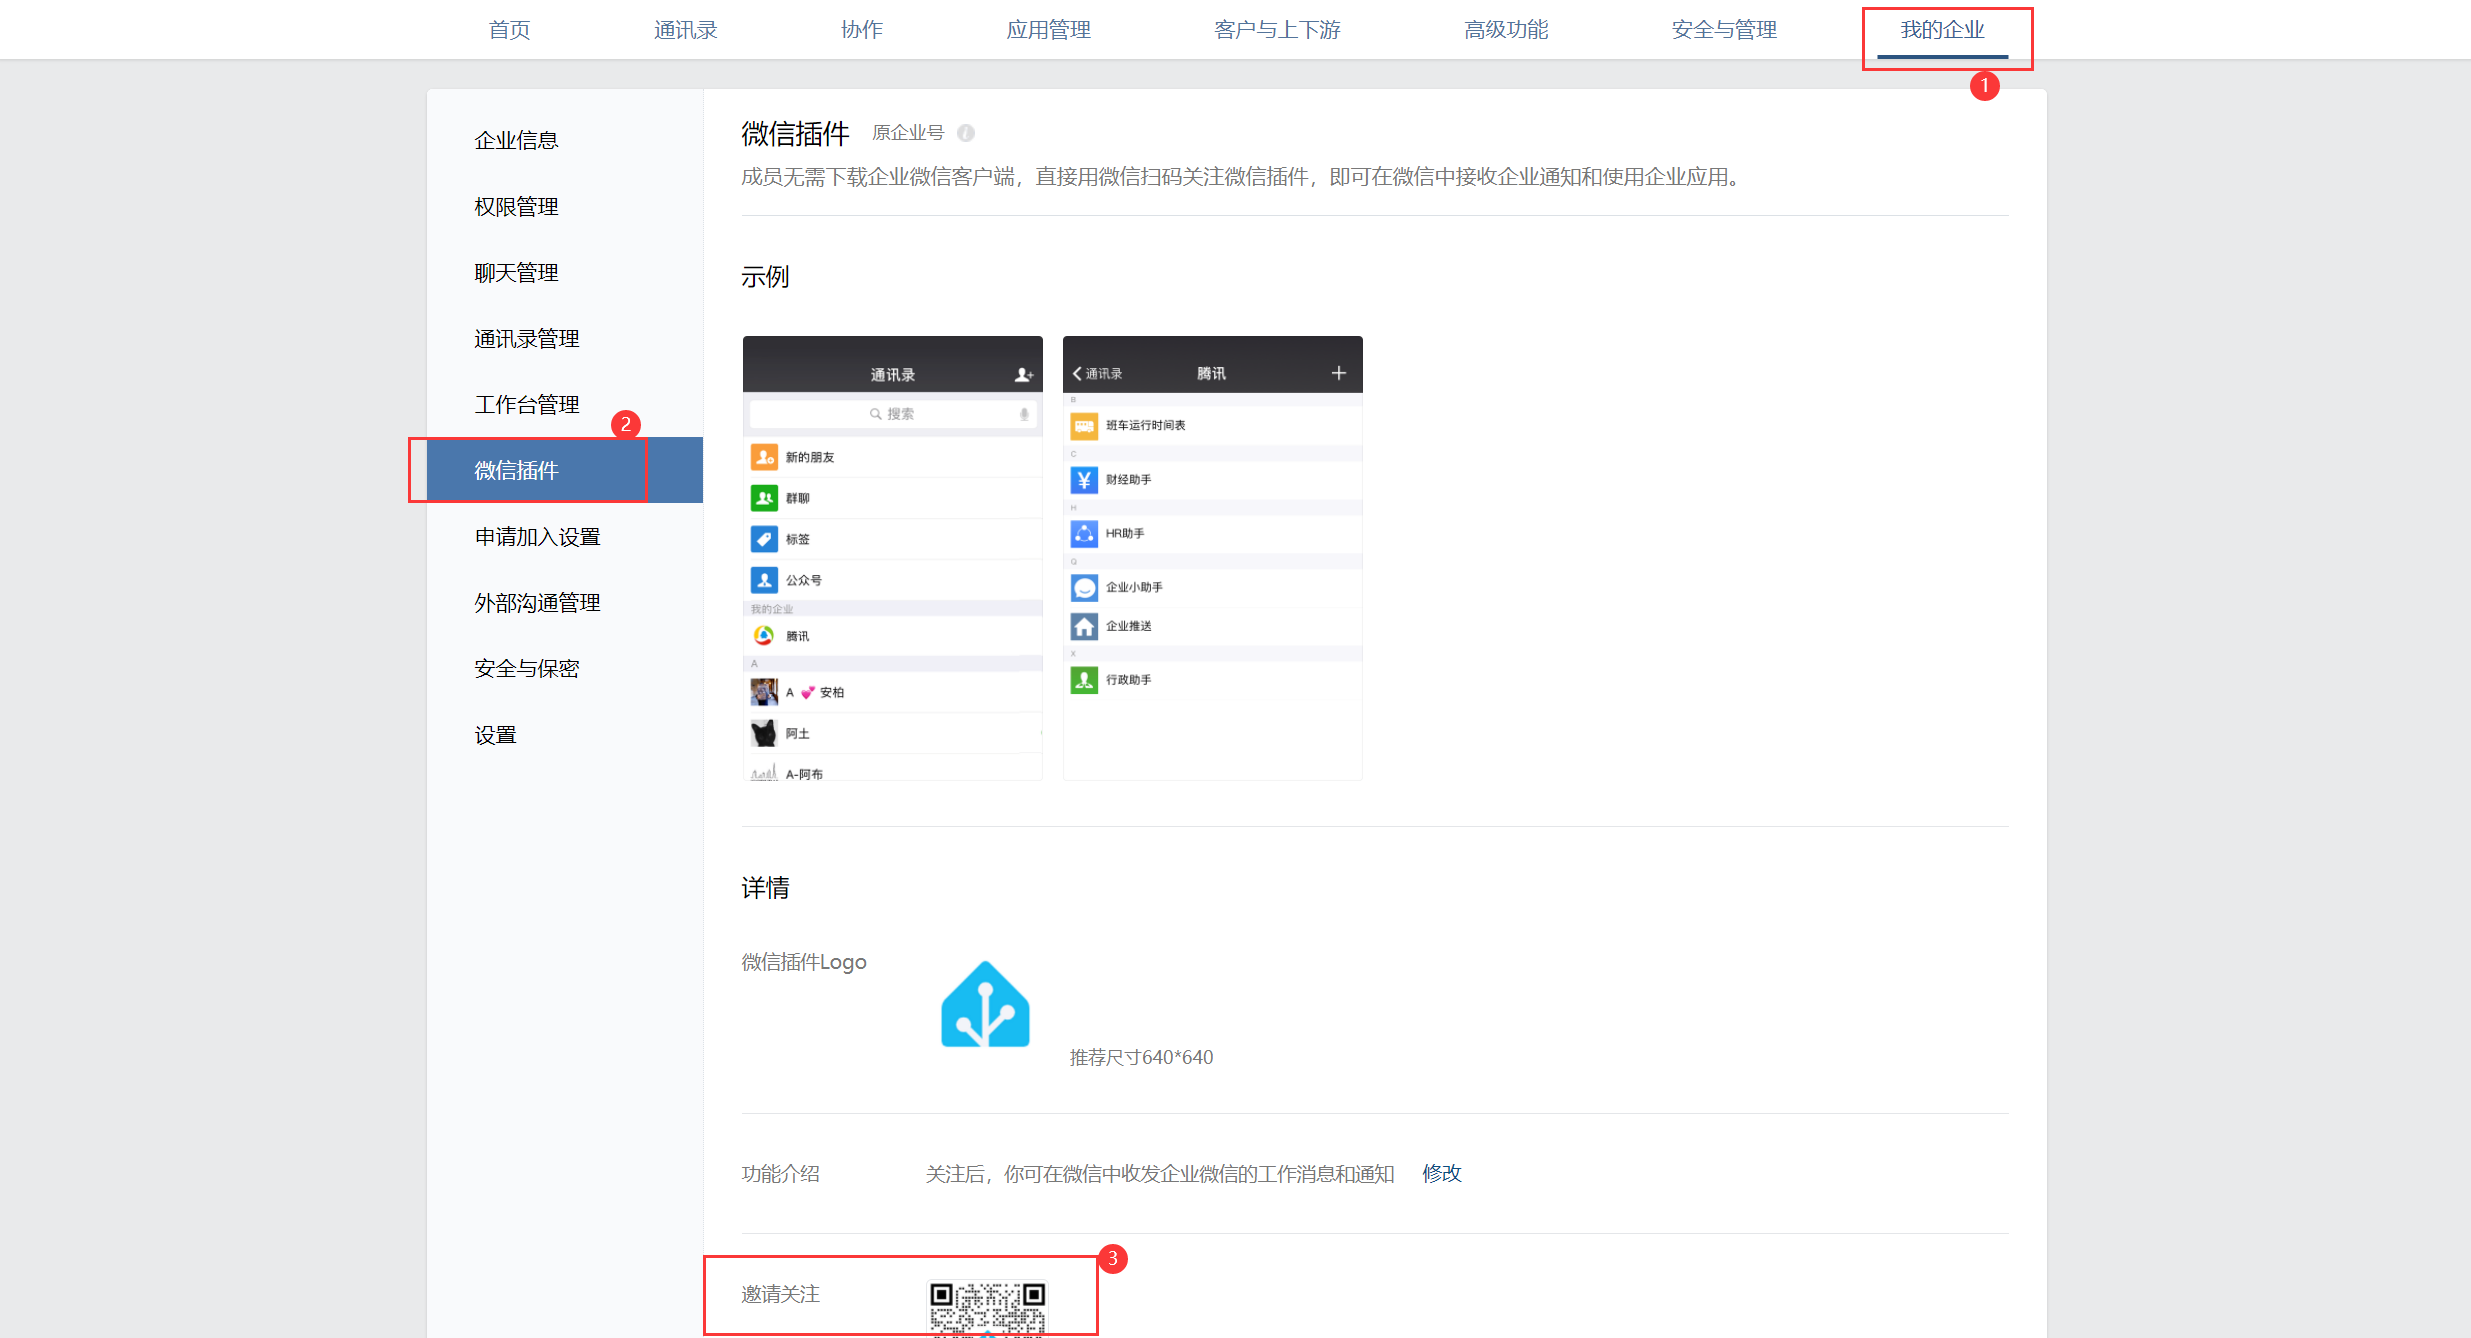 首页 通讯录 协作 应用管理 客户与上下游 高级功能 安全与管理 我的企业
1
企业信息
权限管理
聊天管理
通讯录管理
工作台管理
2
微信插件
申请加入设置
外部沟通管理
安全与保密
设置
微信插件 原企业号
成员无需下载企业微信客户端，直接用微信扫码关注微信插件，即可在微信中接收企业通知和使用企业应用。
示例
通讯录
搜索
新的朋友
群聊
标签
公众号
我的企业
腾讯
A
A 💕 安柏
阿土
A-阿布
通讯录 腾讯 +
B
班车运行时间表
C
财经助手
H
HR助手
Q
企业小助手
企业推送
X
行政助手
详情
微信插件Logo
推荐尺寸640*640
功能介绍 关注后，你可在微信中收发企业微信的工作消息和通知 修改
3
邀请关注